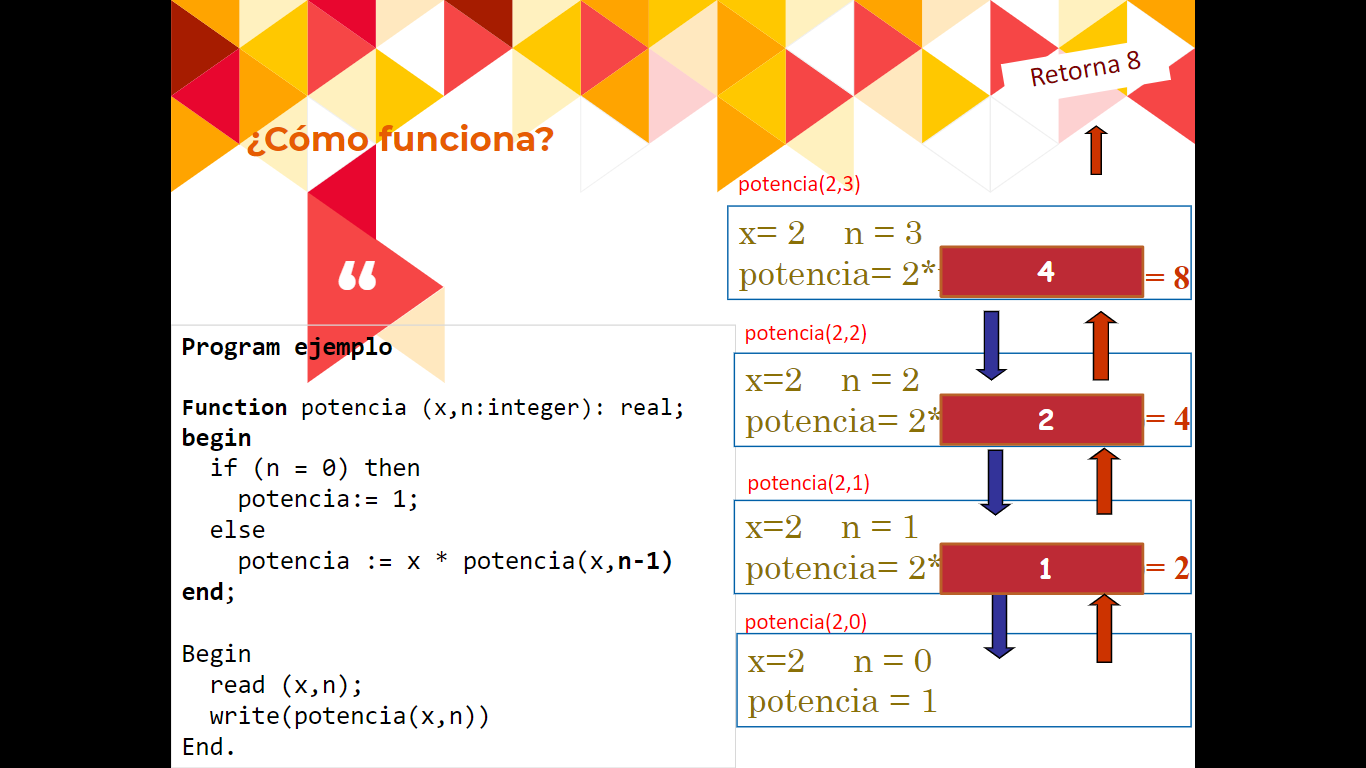 ¿Cómo funciona?
“
Program ejemplo
Function potencia (x,n:integer): real;
begin
if (n = 0) then
potencia:= 1;
else
potencia := x * potencia(x,n-1)
end;
Begin
read (x,n);
write(potencia(x,n))
End.
Retorna 8
potencia(2,3)
x= 2 n = 3
potencia= 2* 4 = 8
potencia(2,2)
x=2 n = 2
potencia= 2* 2 = 4
potencia(2,1)
x=2 n = 1
potencia= 2* 1 = 2
potencia(2,0)
x=2 n = 0
potencia = 1